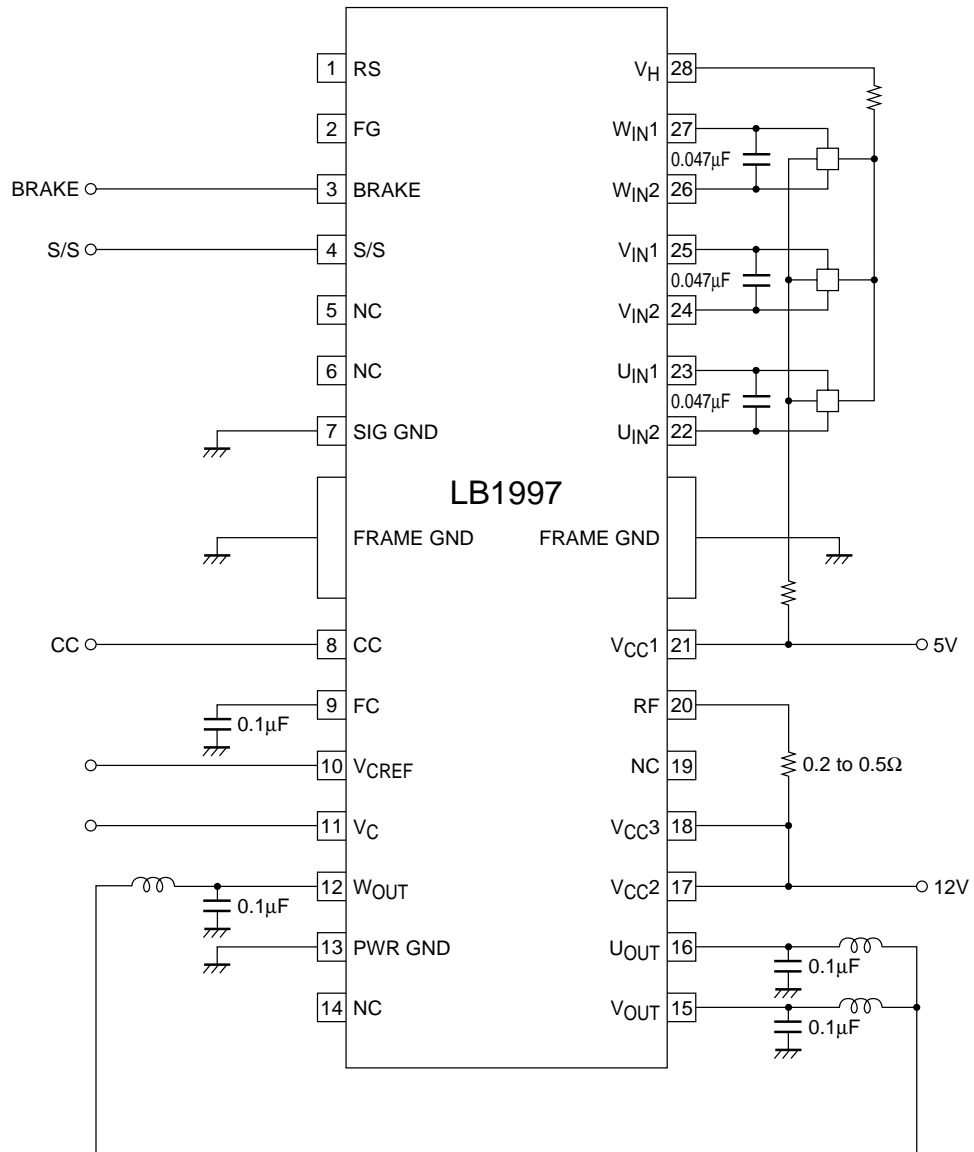 1 RS VH 28
2 FG WIN1 27
0.047μF
BRAKE 3 BRAKE WIN2 26
S/S 4 S/S VIN1 25
0.047μF
5 NC VIN2 24
6 NC UIN1 23
0.047μF
7 SIG GND UIN2 22
LB1997
FRAME GND FRAME GND
CC 8 CC VCC1 21 5V
9 FC RF 20
0.1μF
10 VCREF NC 19 0.2 to 0.5Ω
11 VC VCC3 18
12 WOUT VCC2 17 12V
0.1μF
13 PWR GND UOUT 16
0.1μF
14 NC VOUT 15
0.1μF